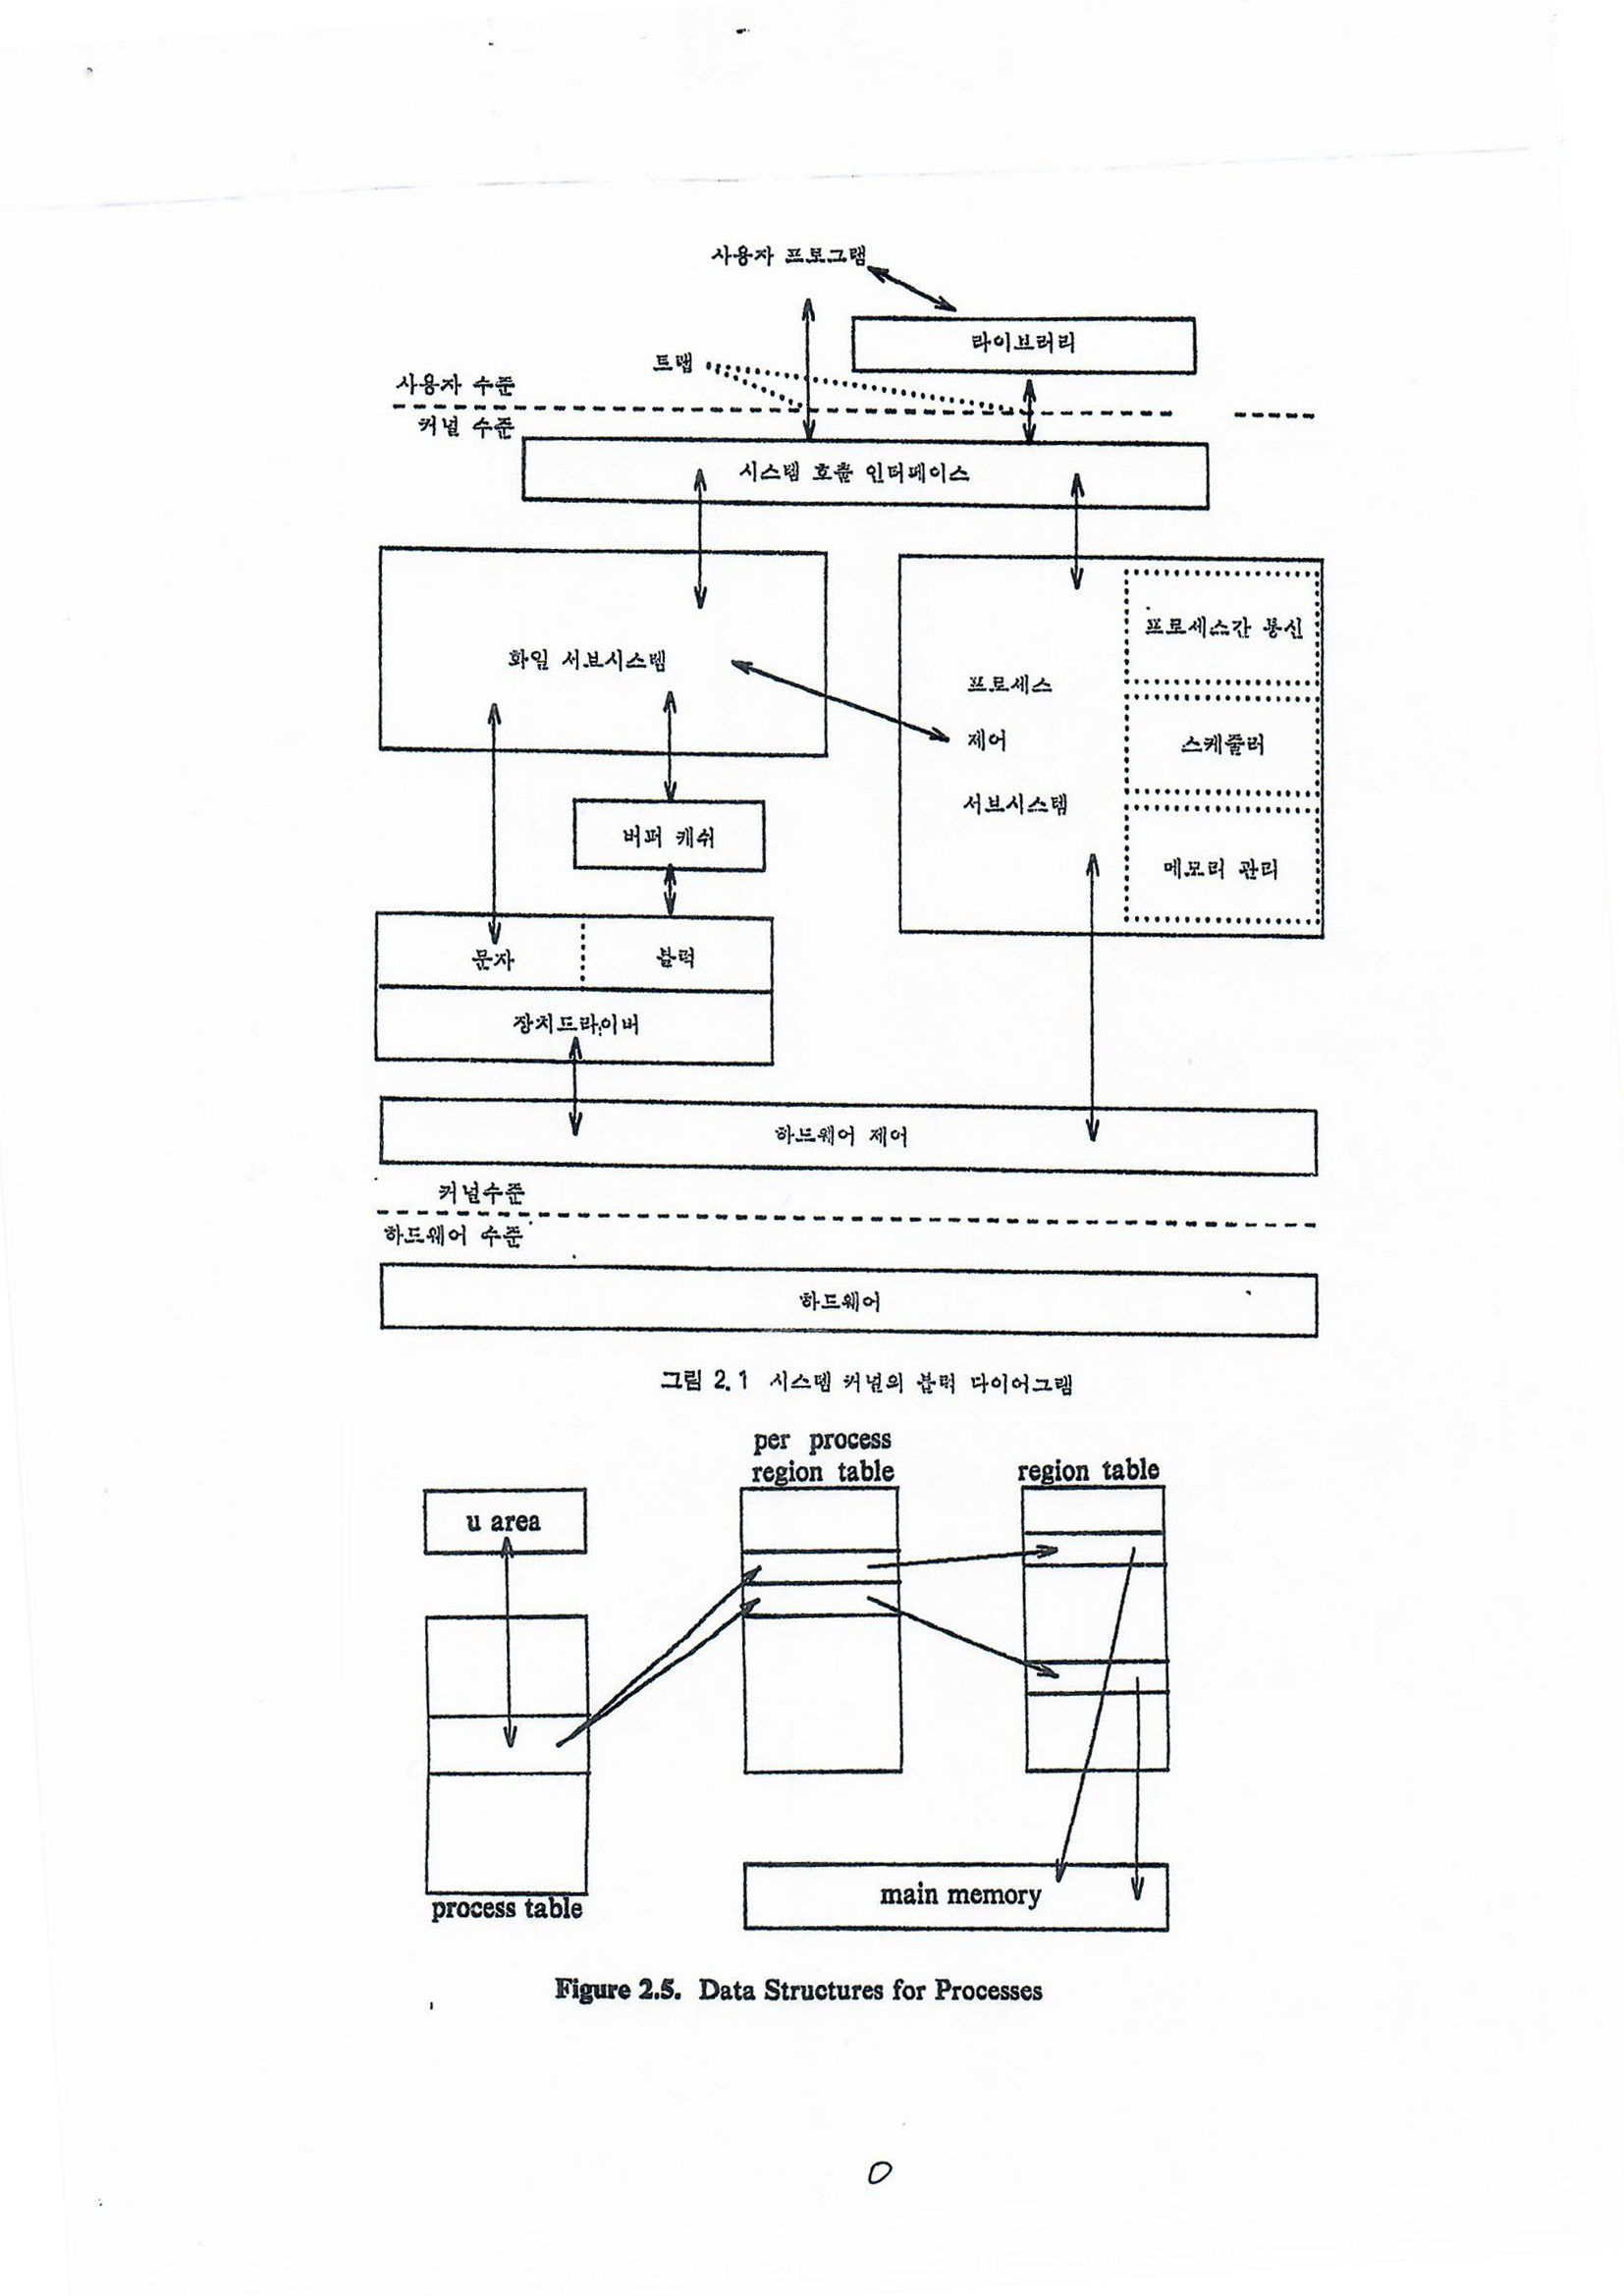 사용자 프로그램
라이브러리
트랩
사용자 수준
커널 수준
시스템 호출 인터페이스
화일 서브시스템
프로세스
제어
서브시스템
프로세스간 통신
스케쥴러
메모리 관리
버퍼 캐쉬
문자
블럭
장치드라이버
하드웨어 제어
커널수준
하드웨어 수준
하드웨어
그림 2.1 시스템 커널의 블럭 다이어그램
per process
region table
region table
u area
process table
main memory
Figure 2.5. Data Structures for Processes
0